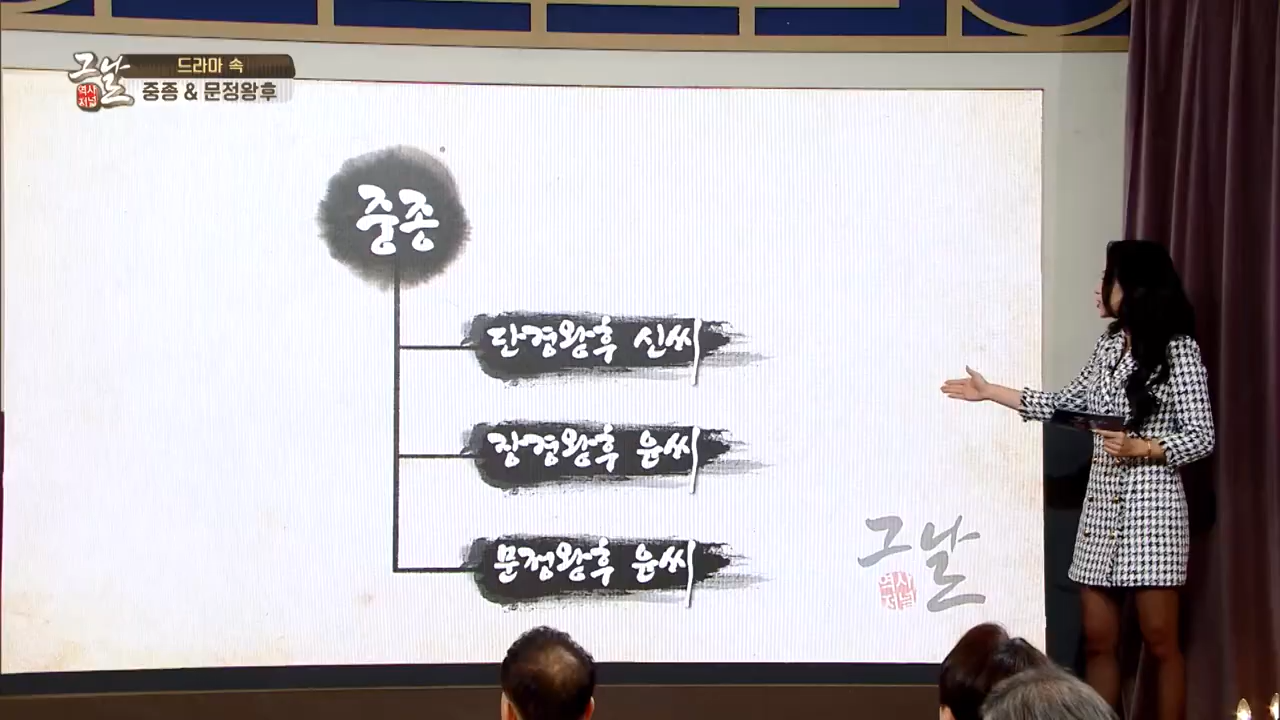 그날
역사
저널
드라마 속
중종 & 문정왕후
중종
단경왕후 신씨
장경왕후 윤씨
문정왕후 윤씨
그날
역사
저널